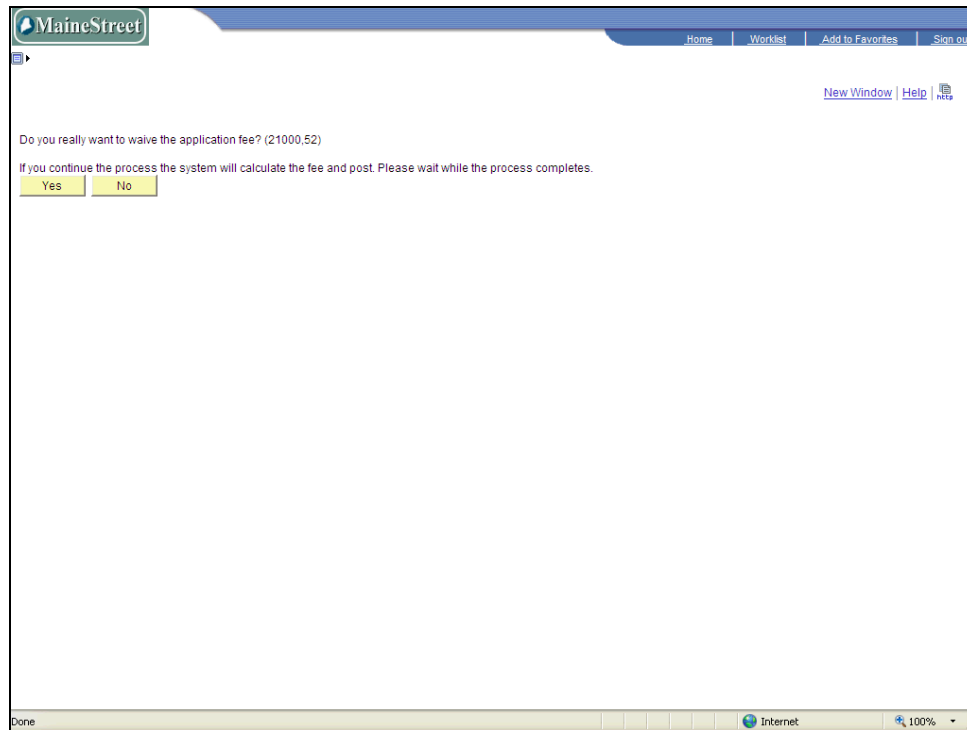 MaineStreet
Home Worklist Add to Favorites Sign ou
New Window | Help | http
Do you really want to waive the application fee? (21000,52)
If you continue the process the system will calculate the fee and post. Please wait while the process completes.
Yes No
Done Internet 100%